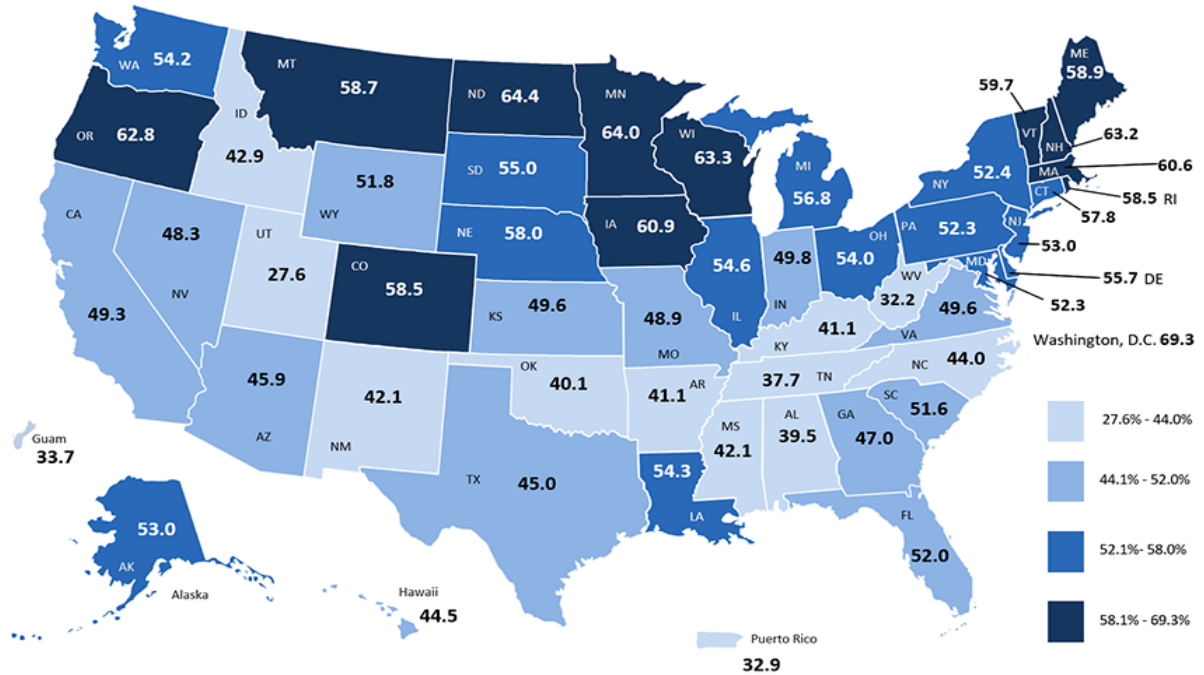 WA 54.2
MT 58.7
ND 64.4
MN 64.0
ME 58.9
59.7
OR 62.8
ID 42.9
WI 63.3
VT
NH 63.2
SD 55.0
MI 56.8
NY 52.4
MA 60.6
WY 51.8
CT 57.8
58.5 RI
CA 49.3
NV 48.3
UT 27.6
NE 58.0
IA 60.9
OH 54.0
PA 52.3
NJ 53.0
CO 58.5
IL 54.6
IN 49.8
WV 32.2
MD 52.3
55.7 DE
KS 49.6
MO 48.9
KY 41.1
VA 49.6
Washington, D.C. 69.3
AZ 45.9
NM 42.1
OK 40.1
AR 41.1
TN 37.7
NC 44.0
SC 51.6
MS 42.1
AL 39.5
GA 47.0
TX 45.0
LA 54.3
FL 52.0
Guam
33.7
AK 53.0
Alaska
Hawaii
44.5
Puerto Rico
32.9
27.6% - 44.0%
44.1% - 52.0%
52.1%- 58.0%
58.1% - 69.3%